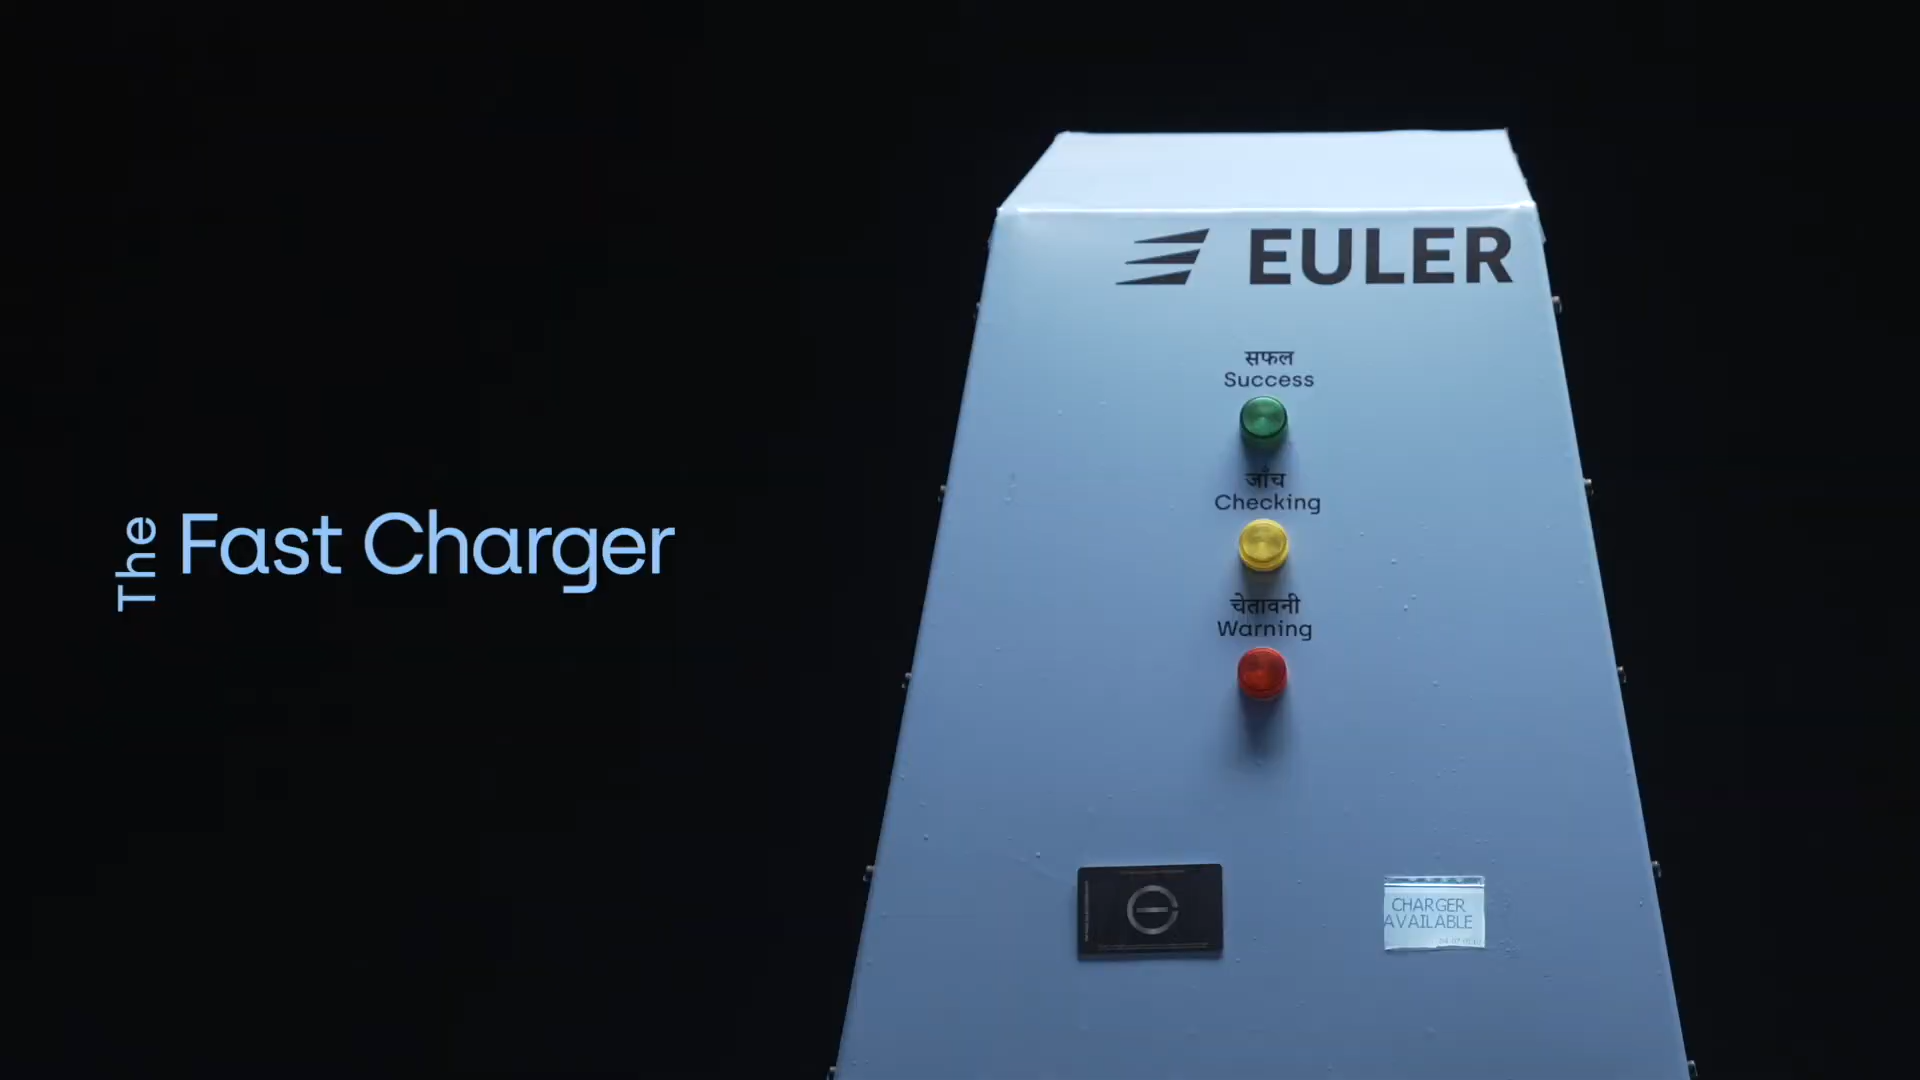 The Fast Charger
EULER
सफल
Success
जाँच
Checking
चेतावनी
Warning
CHARGER
AVAILABLE